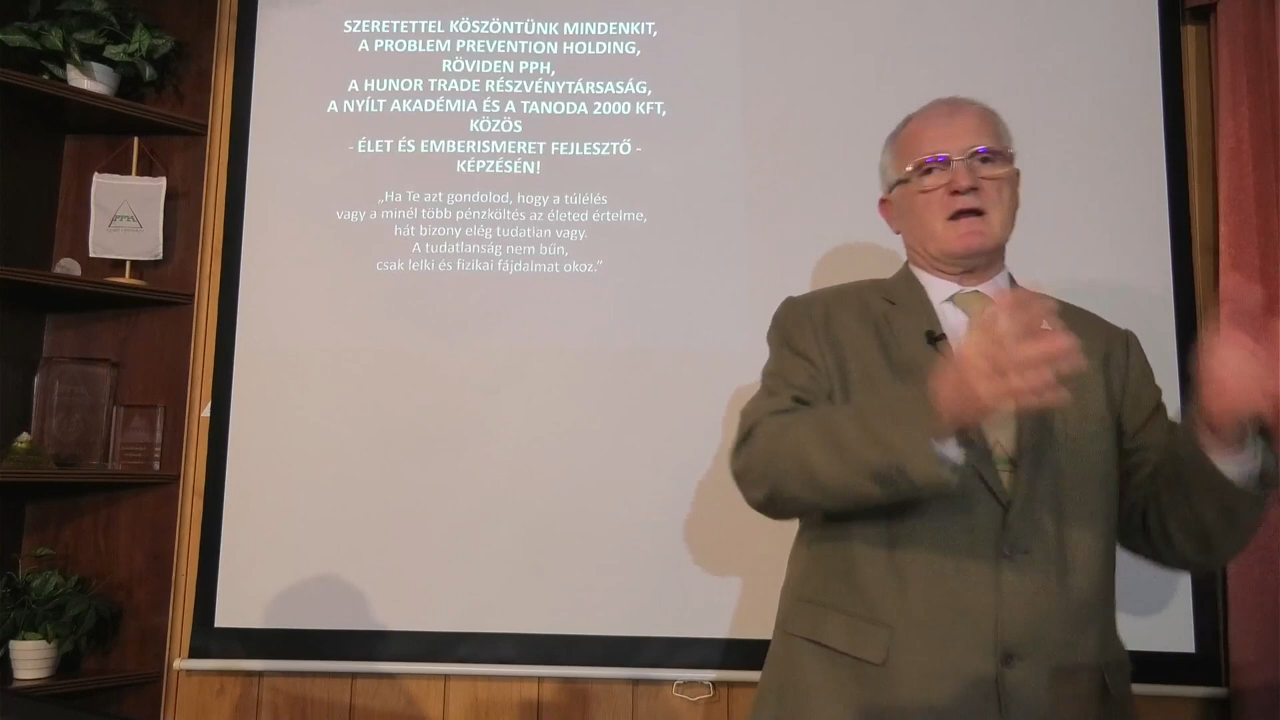 SZERETETTEL KÖSZÖNTÜNK MINDENKIT,
A PROBLEM PREVENTION HOLDING,
RÖVIDEN PPH,
A HUNOR TRADE RÉSZVÉNYTÁRSASÁG,
A NYÍLT AKADÉMIA ÉS A TANODA 2000 KFT,
KÖZÖS
- ÉLET ÉS EMBERISMERET FEJLESZTŐ -
KÉPZÉSÉN!
„Ha Te azt gondolod, hogy a túlélés
vagy a minél több pénzköltés az életed értelme,
hát bizony elég tudatlan vagy.
A tudatlanság nem bűn,
csak lelki és fizikai fájdalmat okoz.”
PPH